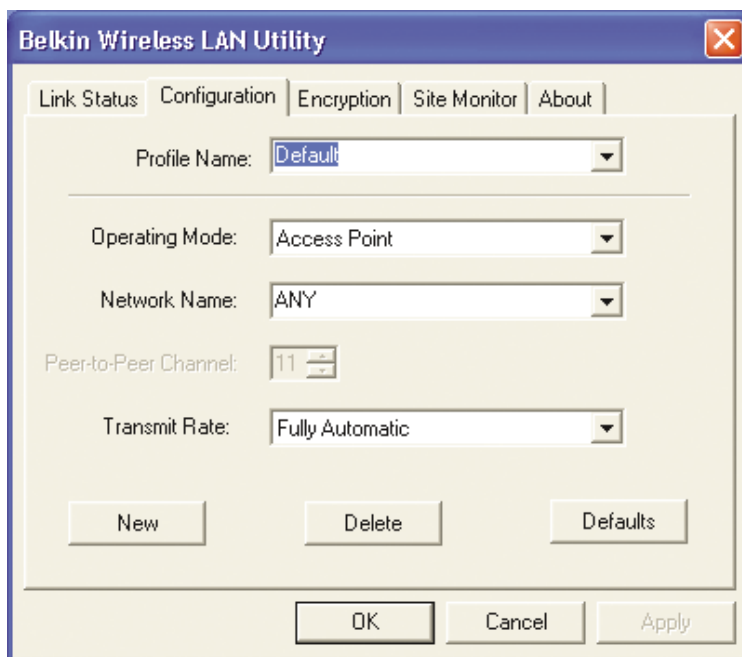 Belkin Wireless LAN Utility
Link Status Configuration Encryption Site Monitor About
Profile Name: Default
Operating Mode: Access Point
Network Name: ANY
Peer-to-Peer Channel: 11
Transmit Rate: Fully Automatic
New Delete Defaults
OK Cancel Apply